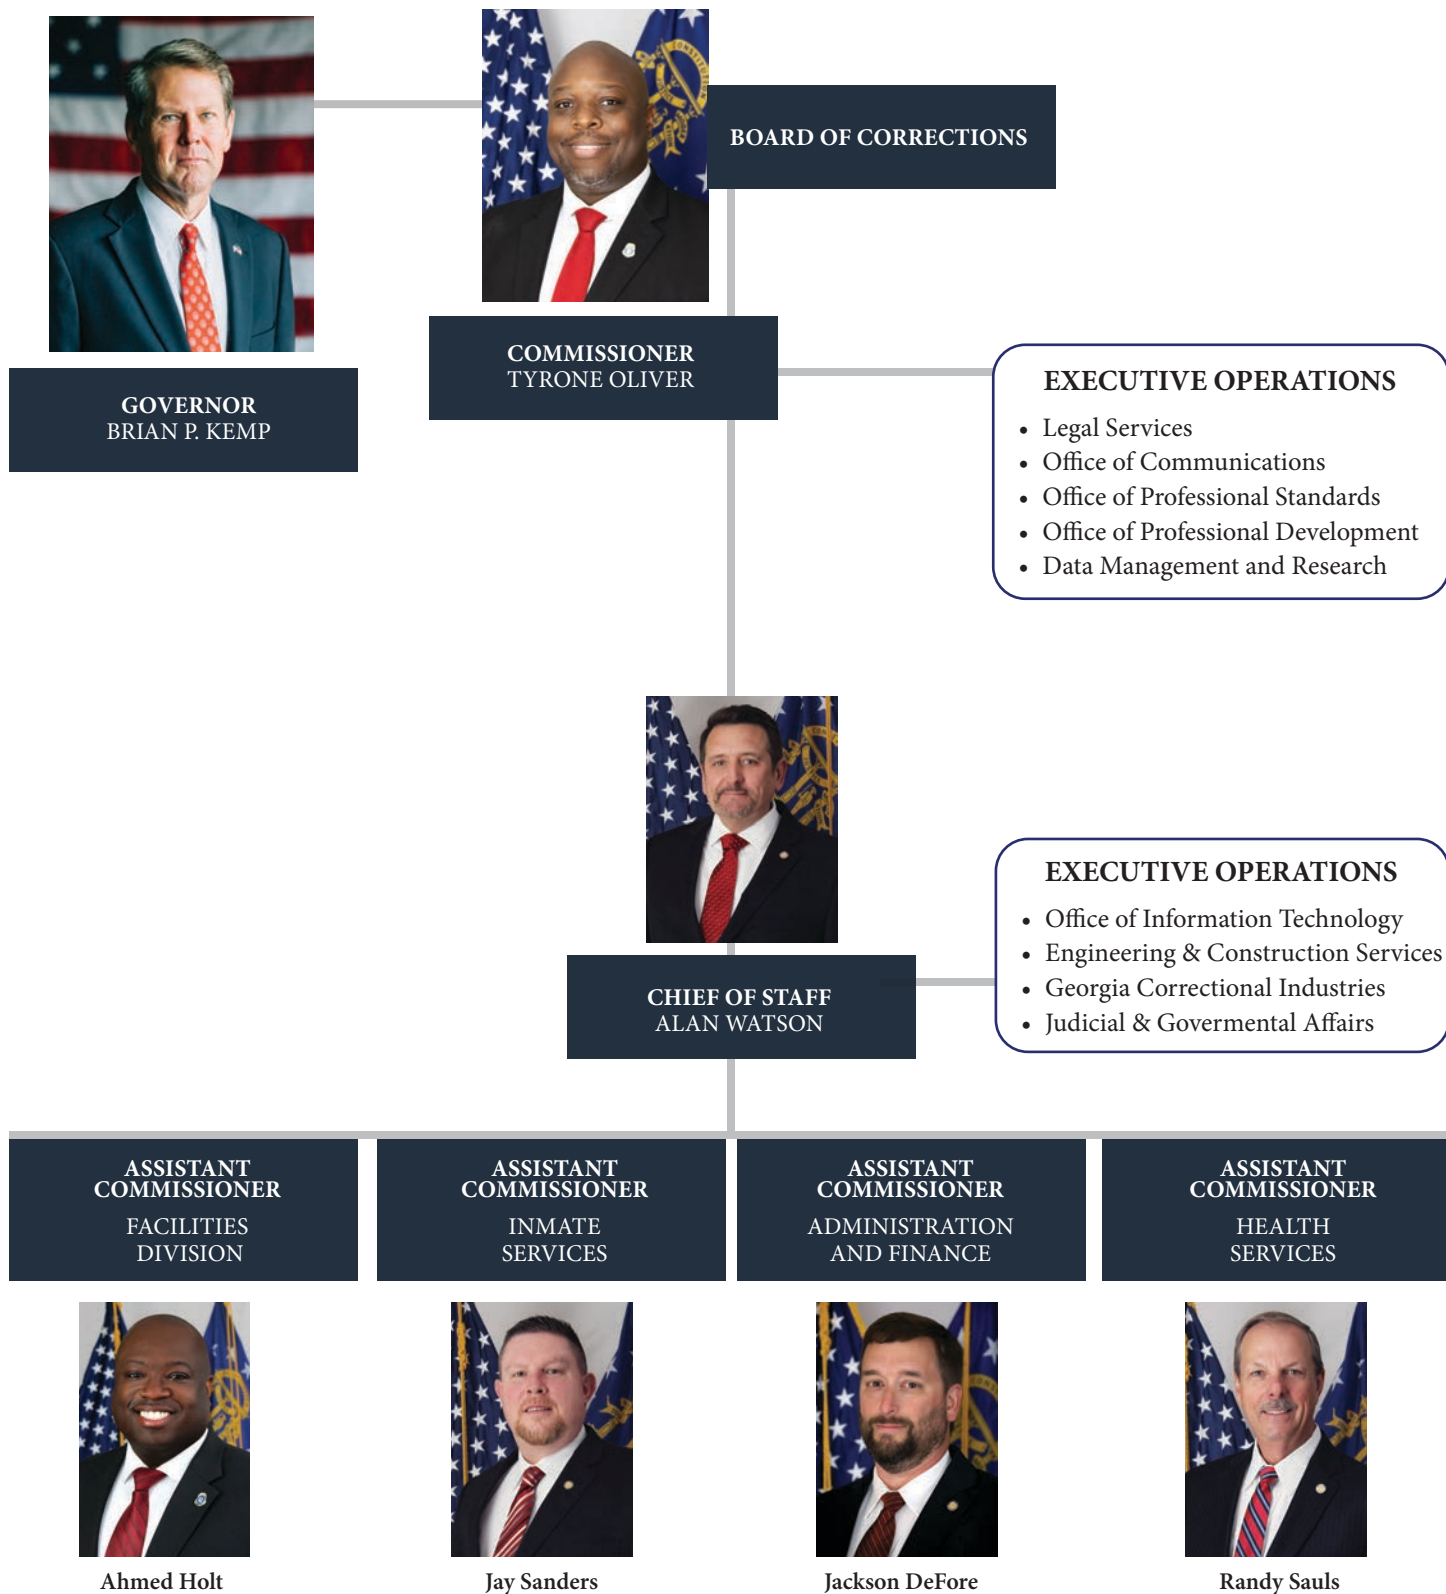 BOARD OF CORRECTIONS
GOVERNOR
BRIAN P. KEMP
COMMISSIONER
TYRONE OLIVER
EXECUTIVE OPERATIONS
• Legal Services
• Office of Communications
• Office of Professional Standards
• Office of Professional Development
• Data Management and Research
CHIEF OF STAFF
ALAN WATSON
EXECUTIVE OPERATIONS
• Office of Information Technology
• Engineering & Construction Services
• Georgia Correctional Industries
• Judicial & Govermental Affairs
ASSISTANT
COMMISSIONER
FACILITIES
DIVISION
Ahmed Holt
ASSISTANT
COMMISSIONER
INMATE
SERVICES
Jay Sanders
ASSISTANT
COMMISSIONER
ADMINISTRATION
AND FINANCE
Jackson DeFore
ASSISTANT
COMMISSIONER
HEALTH
SERVICES
Randy Sauls